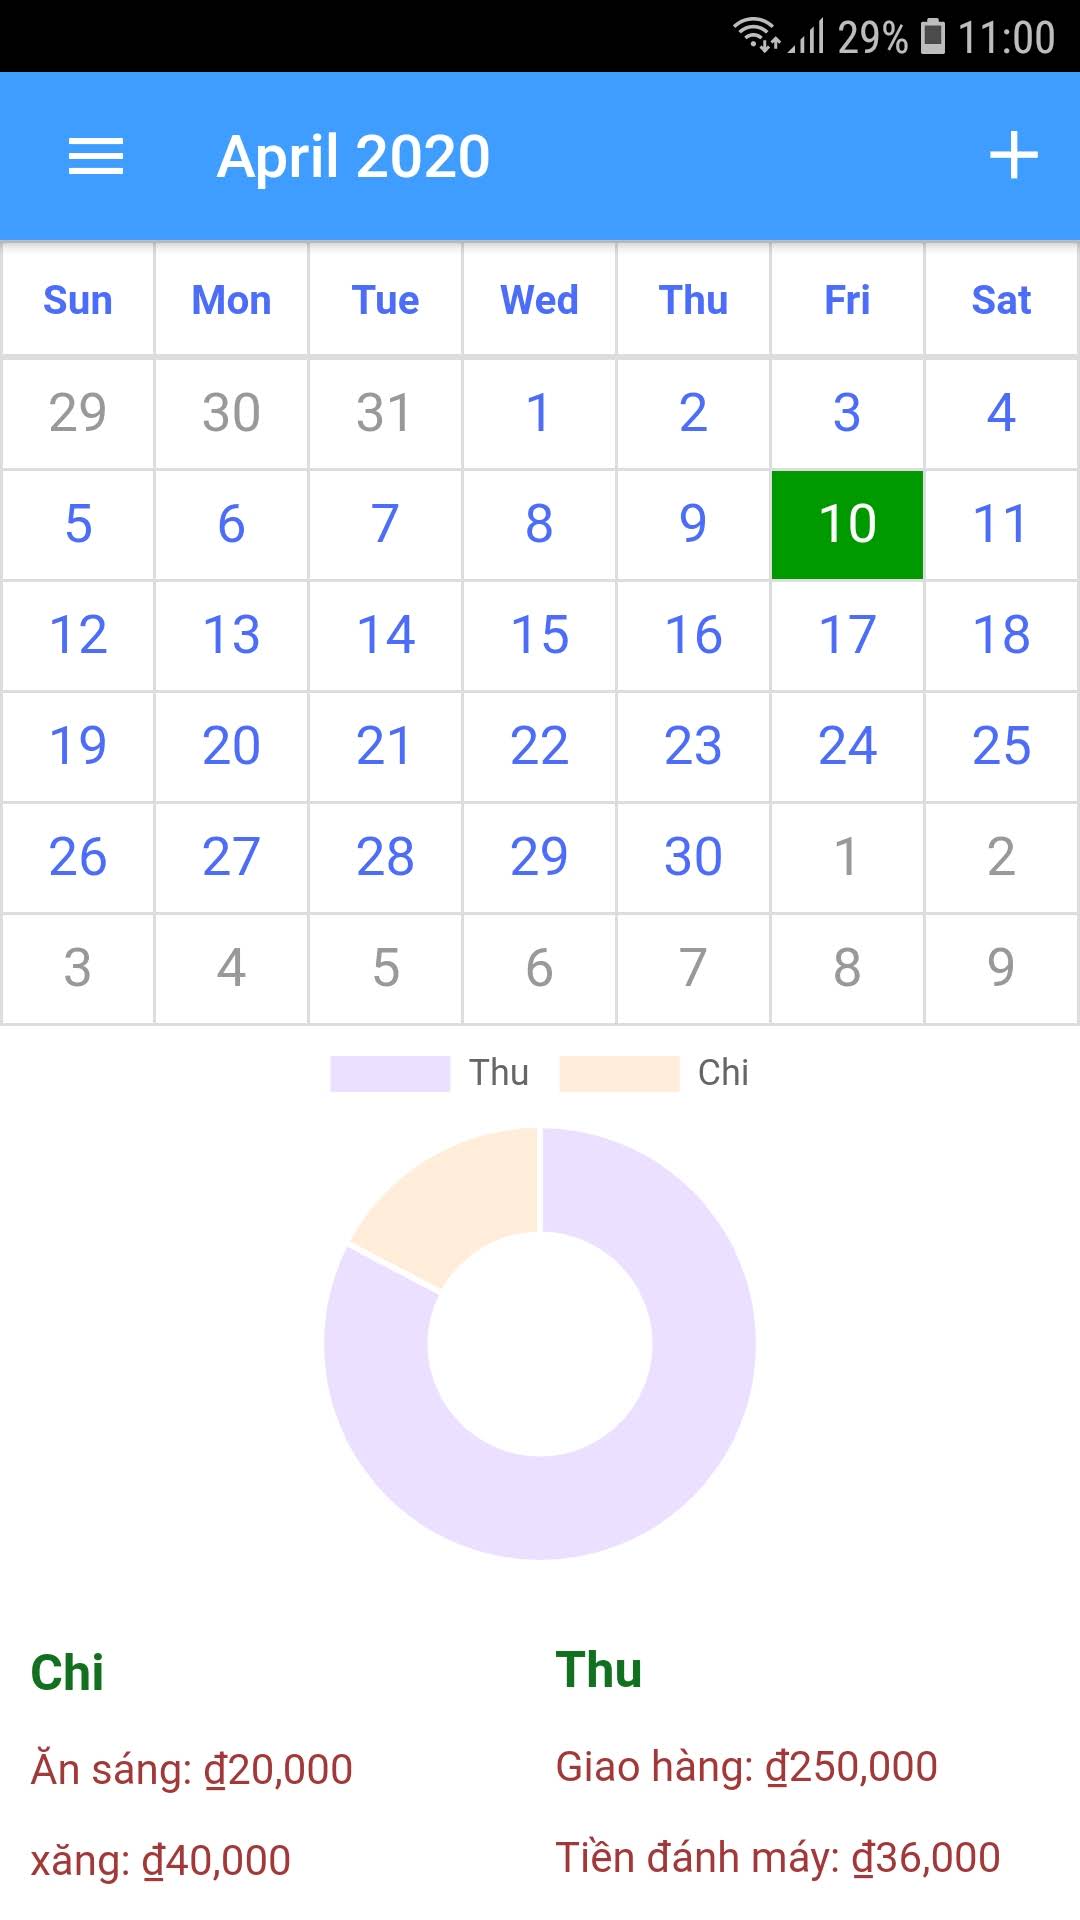 29% 11:00
April 2020
Sun Mon Tue Wed Thu Fri Sat
29 30 31 1 2 3 4
5 6 7 8 9 10 11
12 13 14 15 16 17 18
19 20 21 22 23 24 25
26 27 28 29 30 1 2
3 4 5 6 7 8 9
Thu Chi
Chi
Ăn sáng: ₫20,000
xăng: ₫40,000
Thu
Giao hàng: ₫250,000
Tiền đánh máy: ₫36,000